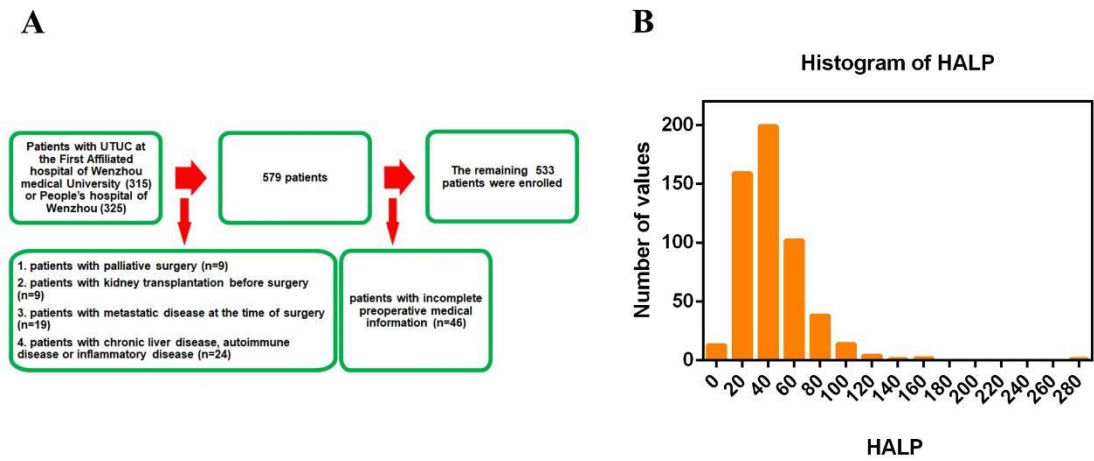 A
Patients with UTUC at
the First Affiliated
hospital of Wenzhou
medical University (315)
or People's hospital of
Wenzhou (325)
579 patients
The remaining 533
patients were enrolled
1. patients with palliative surgery (n=9)
2. patients with kidney transplantation before surgery
(n=9)
3. patients with metastatic disease at the time of surgery
(n=19)
4. patients with chronic liver disease, autoimmune
disease or inflammatory disease (n=24)
patients with incomplete
preoperative medical
information (n=46)
B
Histogram of HALP
Number of values
200
150
100
50
0
0
20
40
60
80
100
120
140
160
180
200
220
240
260
280
HALP